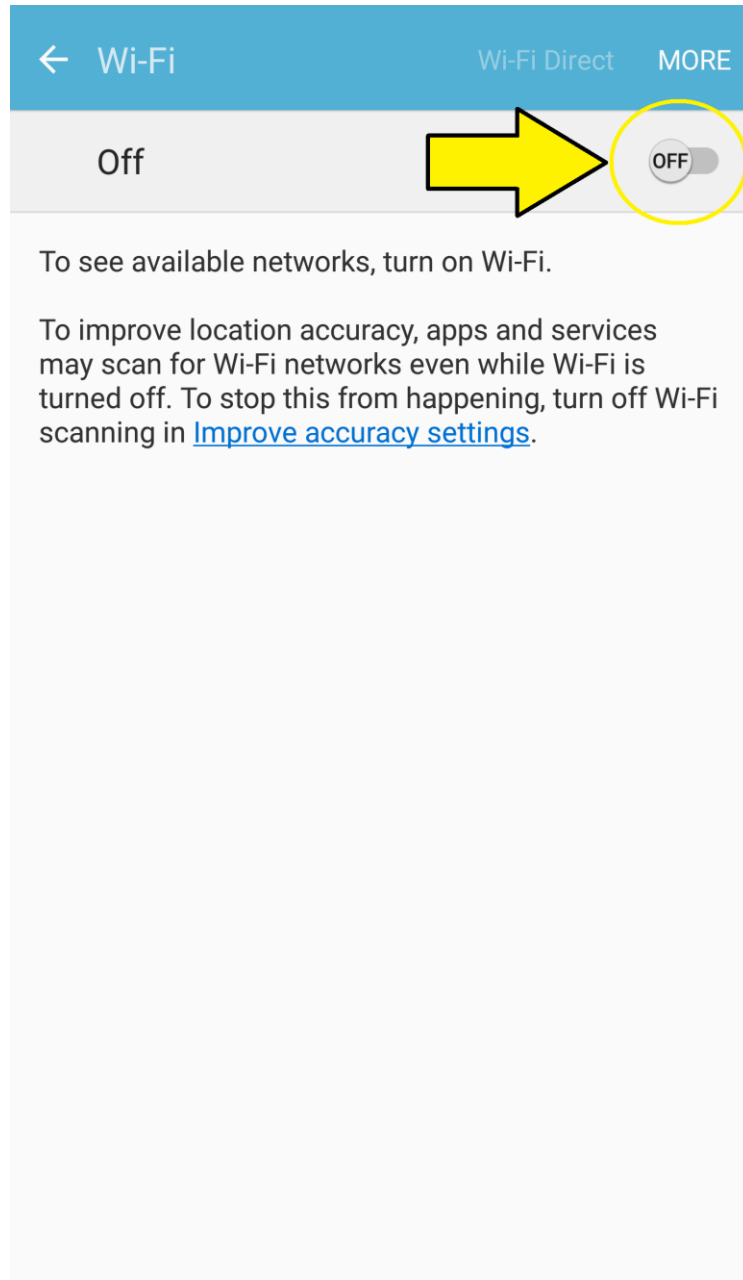 Wi-Fi Wi-Fi Direct MORE
Off OFF
To see available networks, turn on Wi-Fi.
To improve location accuracy, apps and services
may scan for Wi-Fi networks even while Wi-Fi is
turned off. To stop this from happening, turn off Wi-Fi
scanning in Improve accuracy settings.